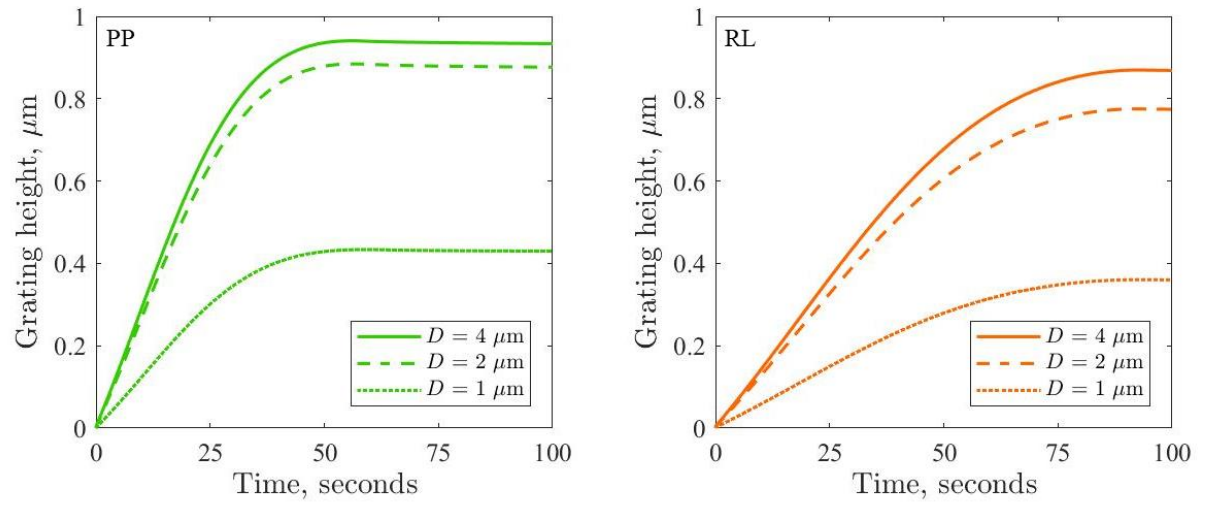 PP
Grating height, μm
1
0.8
0.6
0.4
0.2
0
0
25
50
75
100
Time, seconds
D = 4 μm
D = 2 μm
D = 1 μm
RL
Grating height, μm
1
0.8
0.6
0.4
0.2
0
0
25
50
75
100
Time, seconds
D = 4 μm
D = 2 μm
D = 1 μm